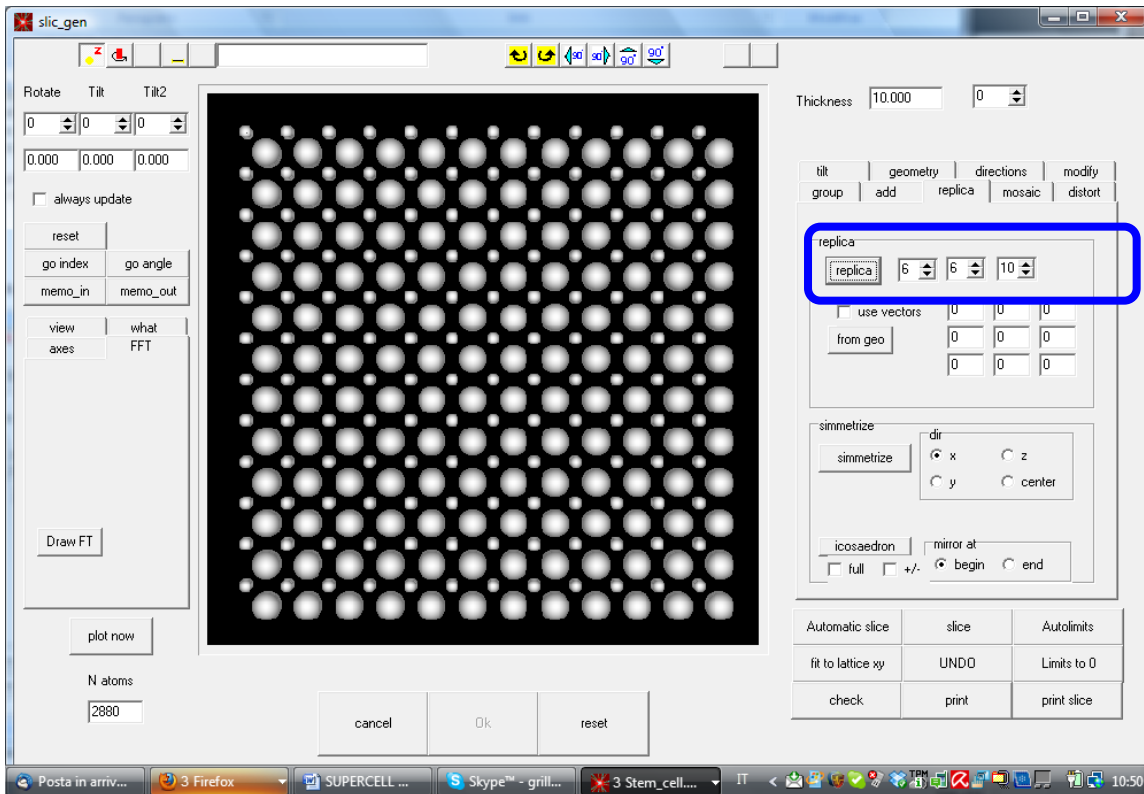 slic_gen
z
90° 90° 90° 90°
Rotate Tilt Tilt2
0 0 0
0.000 0.000 0.000
always update
reset
go index go angle
memo_in memo_out
view what
axes FFT
Draw FT
plot now
N atoms
2880
cancel Ok reset
Thickness 10.000 0
tilt geometry directions modify
group add replica mosaic distort
replica
replica 6 6 10
use vectors 0 0 0
from geo 0 0 0
0 0 0
simmetrize
simmetrize
dir
x z
y center
icosaedron
full +/-
mirror at
begin end
Automatic slice slice Autolimits
fit to lattice xy UNDO Limits to 0
check print print slice
Posta in arriv... 3 Firefox SUPERCELL ... Skype™ - grill... 3 Stem_cell.... IT < 10:50